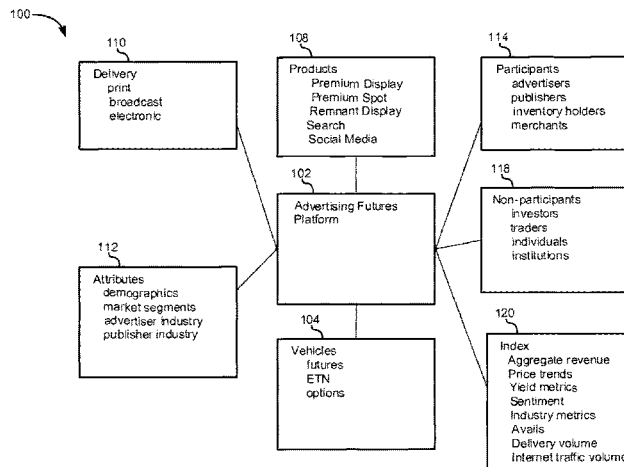 100
110
Delivery
print
broadcast
electronic
108
Products
Premium Display
Premium Spot
Remnant Display
Search
Social Media
114
Participants
advertisers
publishers
inventory holders
merchants
102
Advertising Futures
Platform
118
Non-participants
investors
traders
individuals
institutions
112
Attributes
demographics
market segments
advertiser industry
publisher industry
104
Vehicles
futures
ETN
options
120
Index
Aggregate revenue
Price trends
Yield metrics
Sentiment
Industry metrics
Avails
Delivery volume
Internet traffic volume